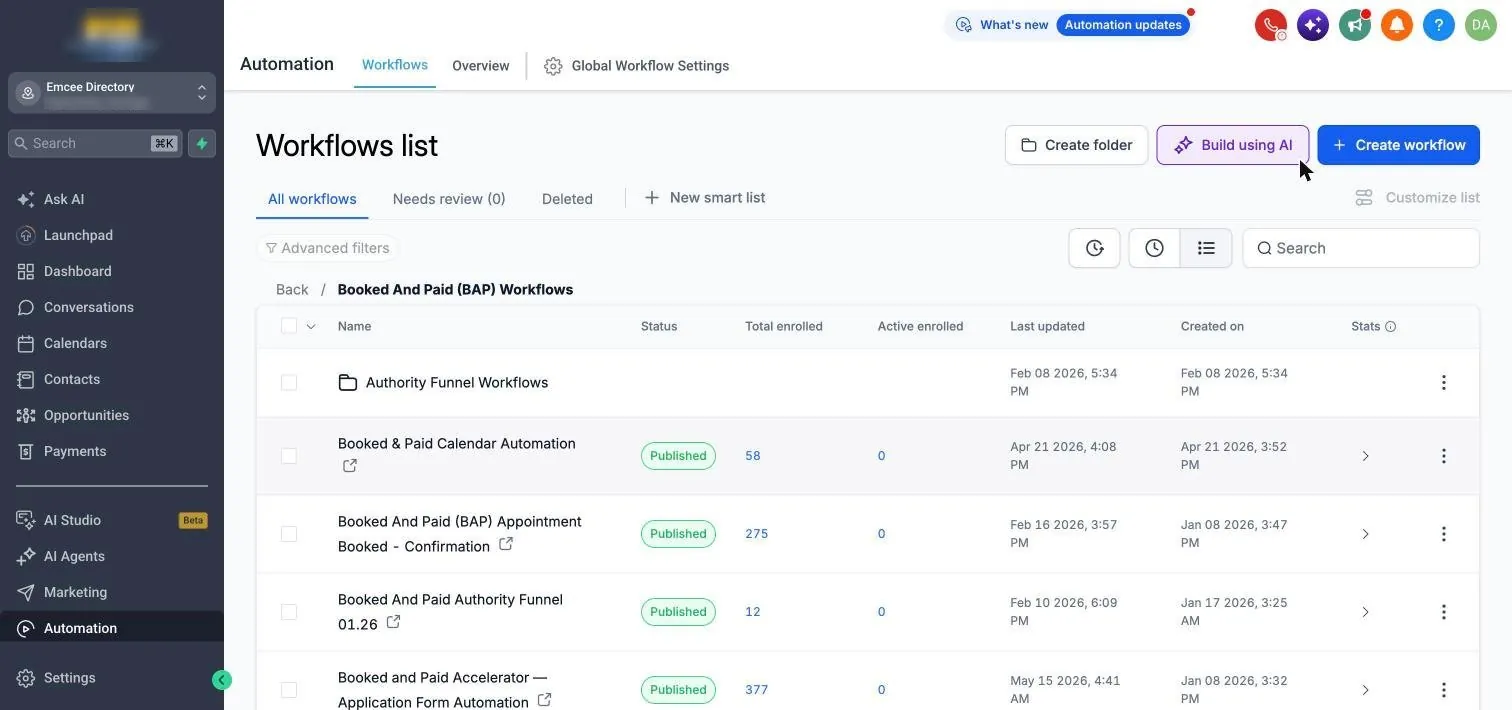 What's new
Automation updates
DA
Automation
Workflows
Overview
Global Workflow Settings
Emcee Directory
Search
⌘K
Ask AI
Launchpad
Dashboard
Conversations
Calendars
Contacts
Opportunities
Payments
AI Studio
Beta
AI Agents
Marketing
Automation
Settings
Workflows list
Create folder
Build using AI
+ Create workflow
All workflows
Needs review (0)
Deleted
+ New smart list
Customize list
Advanced filters
Search
Back / Booked And Paid (BAP) Workflows
Name Status Total enrolled Active enrolled Last updated Created on Stats
Authority Funnel Workflows
Feb 08 2026, 5:34
PM
Feb 08 2026, 5:34
PM
Booked & Paid Calendar Automation
Published
58
0
Apr 21 2026, 4:08
PM
Apr 21 2026, 3:52
PM
Booked And Paid (BAP) Appointment
Booked - Confirmation
Published
275
0
Feb 16 2026, 3:57
PM
Jan 08 2026, 3:47
PM
Booked And Paid Authority Funnel
01.26
Published
12
0
Feb 10 2026, 6:09
PM
Jan 17 2026, 3:25
AM
Booked and Paid Accelerator —
Application Form Automation
Published
377
0
May 15 2026, 4:41
AM
Jan 08 2026, 3:32
PM